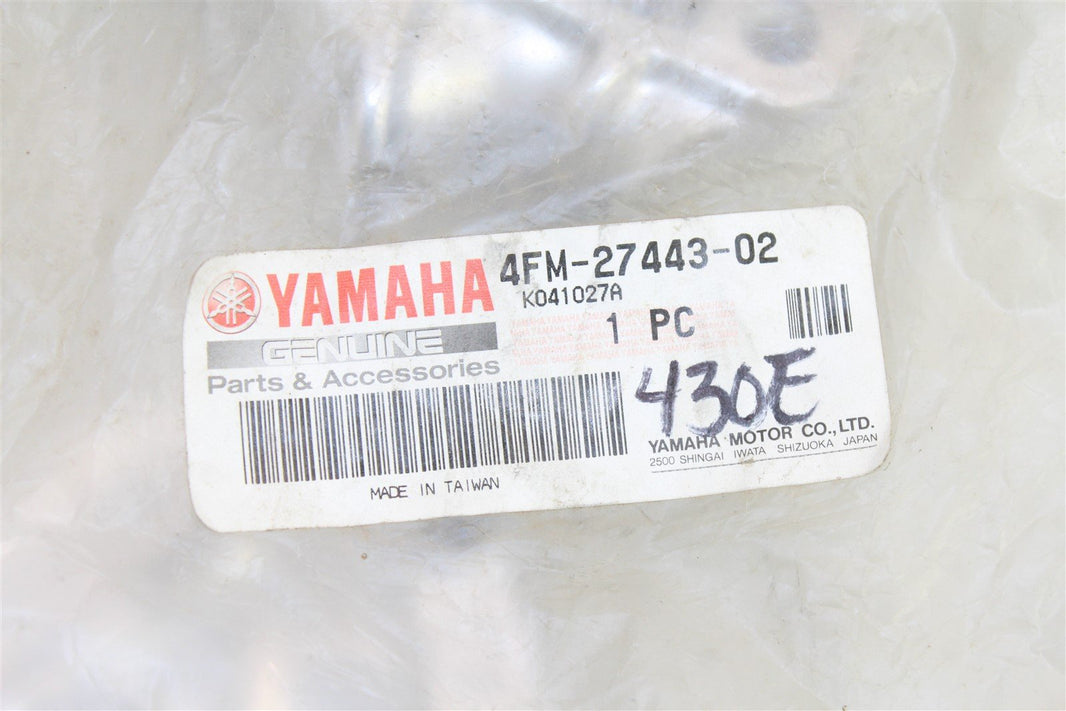 YAMAHA 4FM-27443-02
K041027A
GENUINE
1 PC
Parts & Accessories
430E
YAMAHA MOTOR CO.,LTD.
2500 SHINGAI IWATA SHIZUOKA JAPAN
MADE IN TAIWAN